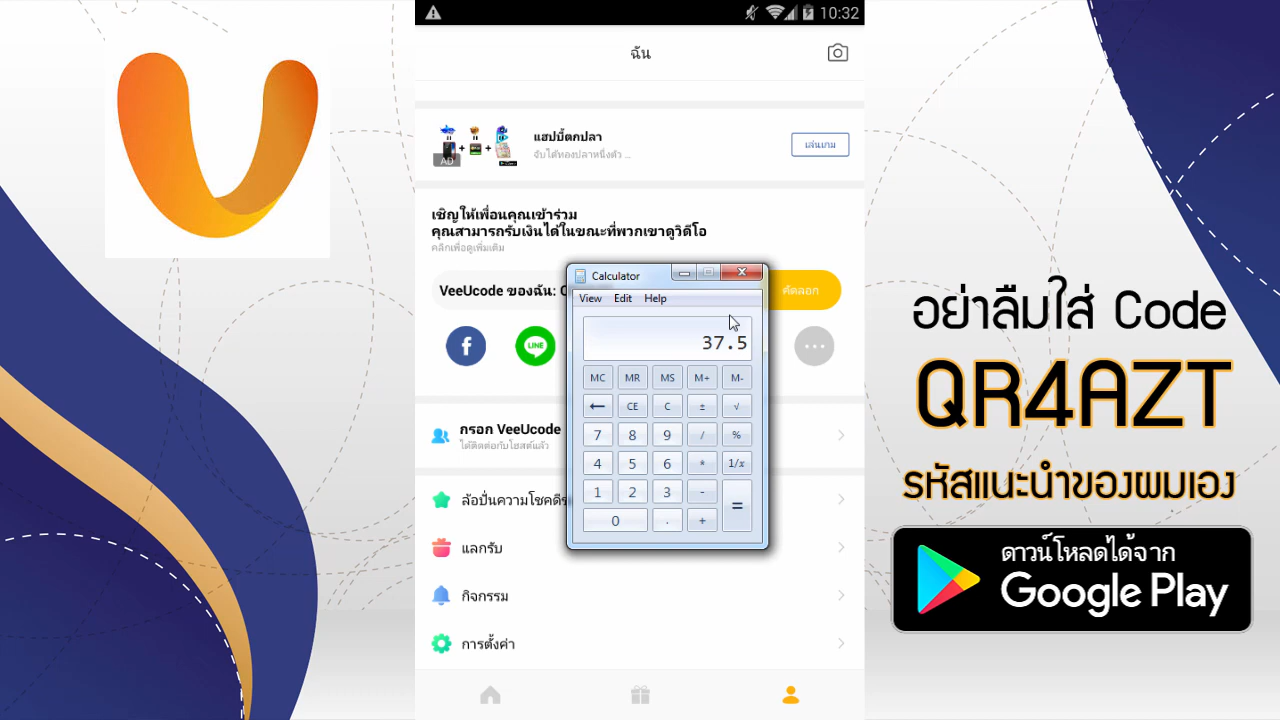 10:32
ฉัน
แฮปปี้ตกปลา
จับได้ทองปลาหนึ่งตัว ...
AD
เล่นเกม
เชิญให้เพื่อนคุณเข้าร่วม
คุณสามารถรับเงินได้ในขณะที่พวกเขาดูวิดีโอ
คลิกเพื่อดูเพิ่มเติม
VeeUcode ของฉัน:
คัดลอก
LINE
กรอก VeeUcode
ได้ติดต่อกับโฮสต์แล้ว
ล้อปั่นความโชคดีข
แลกรับ
กิจกรรม
การตั้งค่า
Calculator
View Edit Help
37.5
MC MR MS M+ M-
← CE C ± √
7 8 9 / %
4 5 6 * 1/x
1 2 3 - =
0 . +
อย่าลืมใส่ Code
QR4AZT
รหัสแนะนำของผมเอง
ดาวน์โหลดได้จาก
Google Play